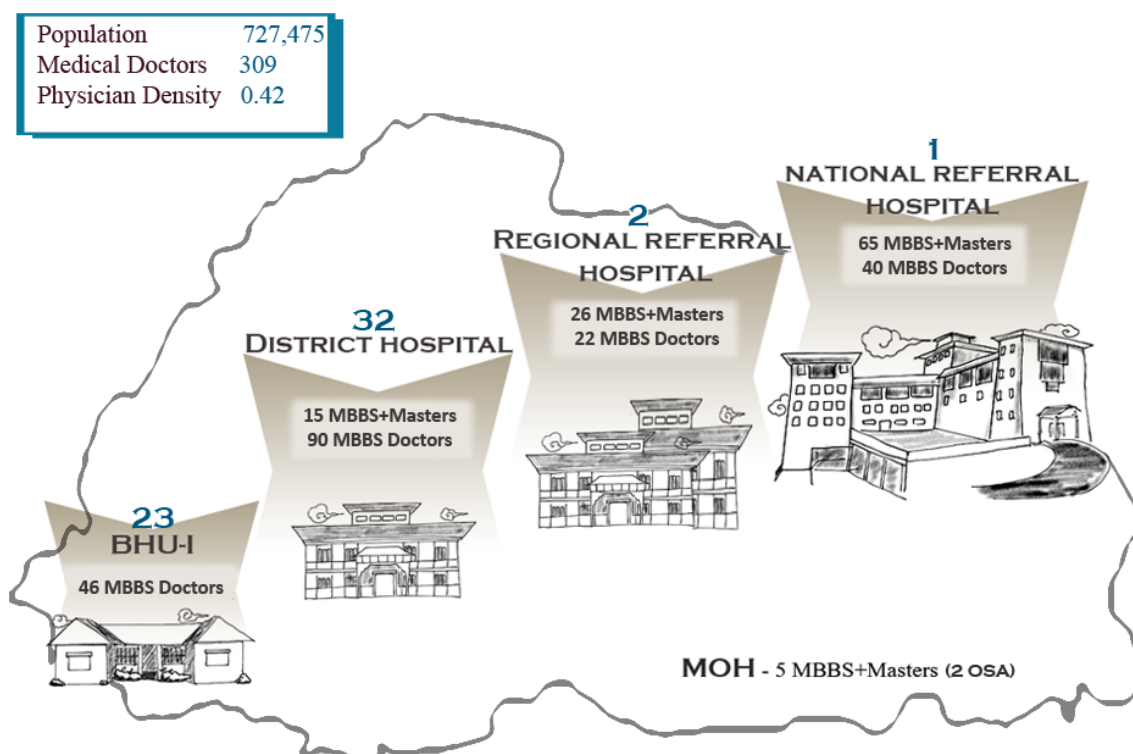 Population 727,475
Medical Doctors 309
Physician Density 0.42
1
NATIONAL REFERRAL
HOSPITAL
65 MBBS+Masters
40 MBBS Doctors
2
REGIONAL REFERRAL
HOSPITAL
26 MBBS+Masters
22 MBBS Doctors
32
DISTRICT HOSPITAL
15 MBBS+Masters
90 MBBS Doctors
23
BHU-I
46 MBBS Doctors
MOH - 5 MBBS+Masters (2 OSA)